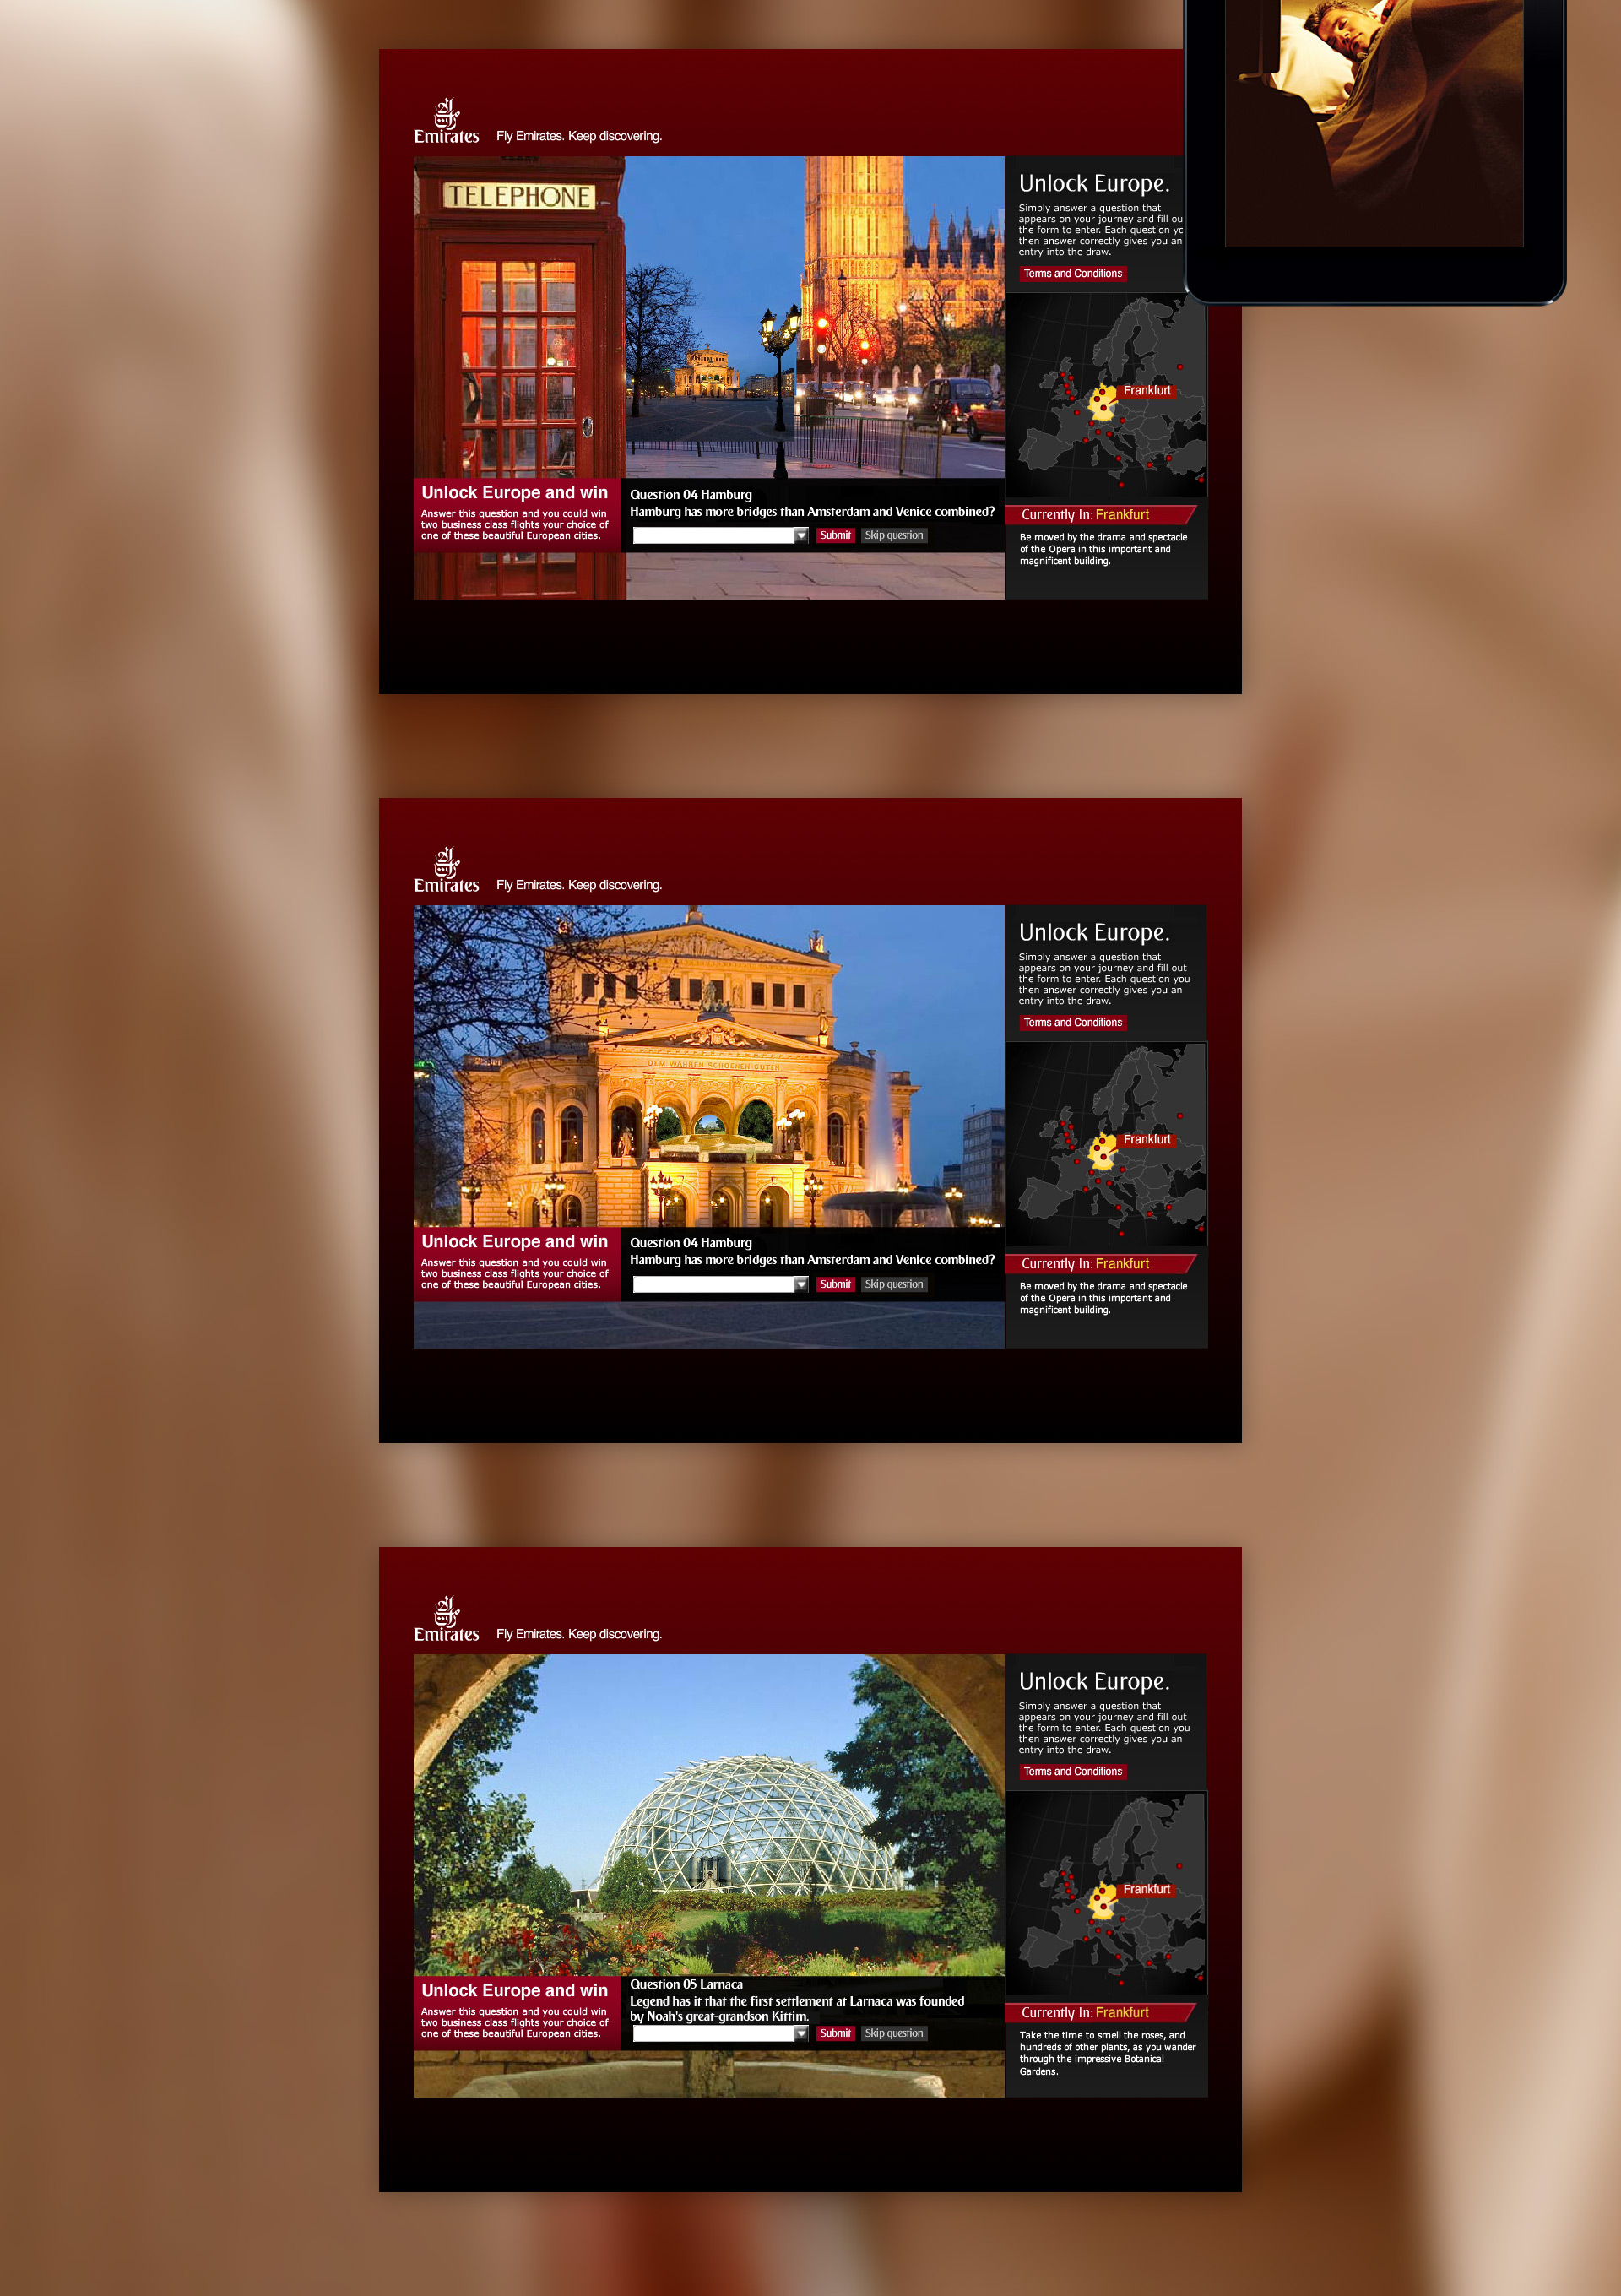 Emirates
Fly Emirates. Keep discovering.
TELEPHONE
Unlock Europe.
Simply answer a question that
appears on your journey and fill
the form to enter. Each question
then answer correctly gives you an
entry into the draw.
Terms and Conditions
Frankfurt
Unlock Europe and win
Answer this question and you could win
two business class flights your choice of
one of these beautiful European cities.
Question 04 Hamburg
Hamburg has more bridges than Amsterdam and Venice combined?
Submit
Skip question
Currently In: Frankfurt
Be moved by the drama and spectacle
of the Opera in this important and
magnificent building.
Emirates
Fly Emirates. Keep discovering.
DEM WAHREN SCHOENEN GUTEN
Unlock Europe.
Simply answer a question that
appears on your journey and fill out
the form to enter. Each question you
then answer correctly gives you an
entry into the draw.
Terms and Conditions
Frankfurt
Unlock Europe and win
Answer this question and you could win
two business class flights your choice of
one of these beautiful European cities.
Question 04 Hamburg
Hamburg has more bridges than Amsterdam and Venice combined?
Submit
Skip question
Currently In: Frankfurt
Be moved by the drama and spectacle
of the Opera in this important and
magnificent building.
Emirates
Fly Emirates. Keep discovering.
Unlock Europe.
Simply answer a question that
appears on your journey and fill out
the form to enter. Each question you
then answer correctly gives you an
entry into the draw.
Terms and Conditions
Frankfurt
Unlock Europe and win
Answer this question and you could win
two business class flights your choice of
one of these beautiful European cities.
Question 05 Larnaca
Legend has it that the first settlement at Larnaca was founded
by Noah's great-grandson Kittim.
Submit
Skip question
Currently In: Frankfurt
Take the time to smell the roses, and
hundreds of other plants, as you wander
through the impressive Botanical
Gardens.